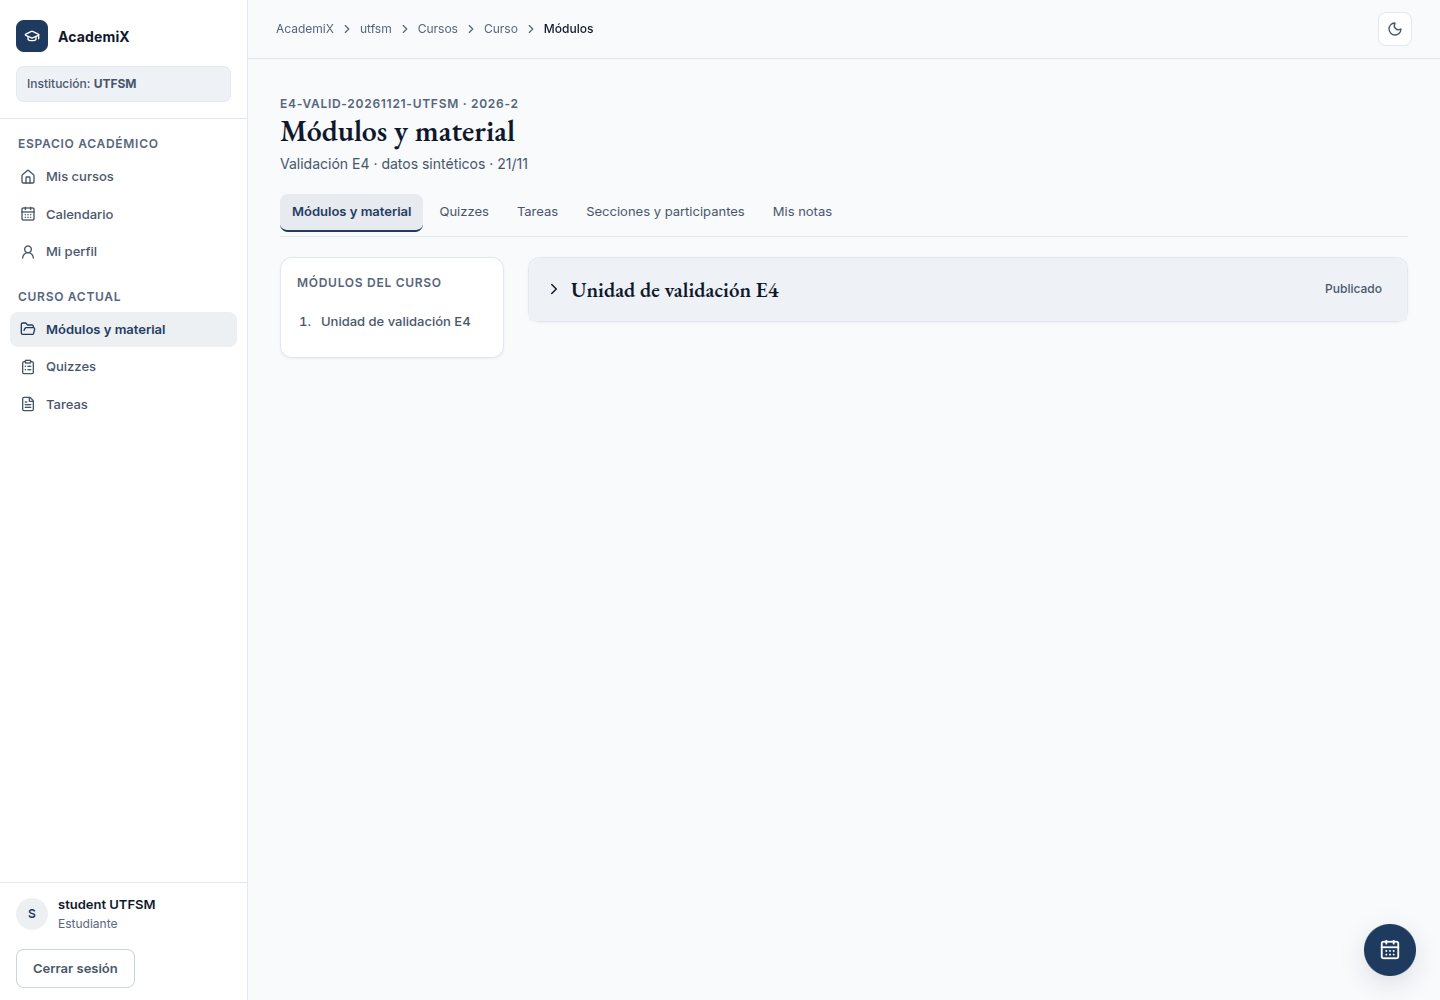 AcademiX
Institución: UTFSM
ESPACIO ACADÉMICO
Mis cursos
Calendario
Mi perfil
CURSO ACTUAL
Módulos y material
Quizzes
Tareas
student UTFSM
S
Estudiante
Cerrar sesión
AcademiX > utfsm > Cursos > Curso > Módulos
E4-VALID-20261121-UTFSM · 2026-2
Módulos y material
Validación E4 · datos sintéticos · 21/11
Módulos y material Quizzes Tareas Secciones y participantes Mis notas
MÓDULOS DEL CURSO
1. Unidad de validación E4
Unidad de validación E4 Publicado